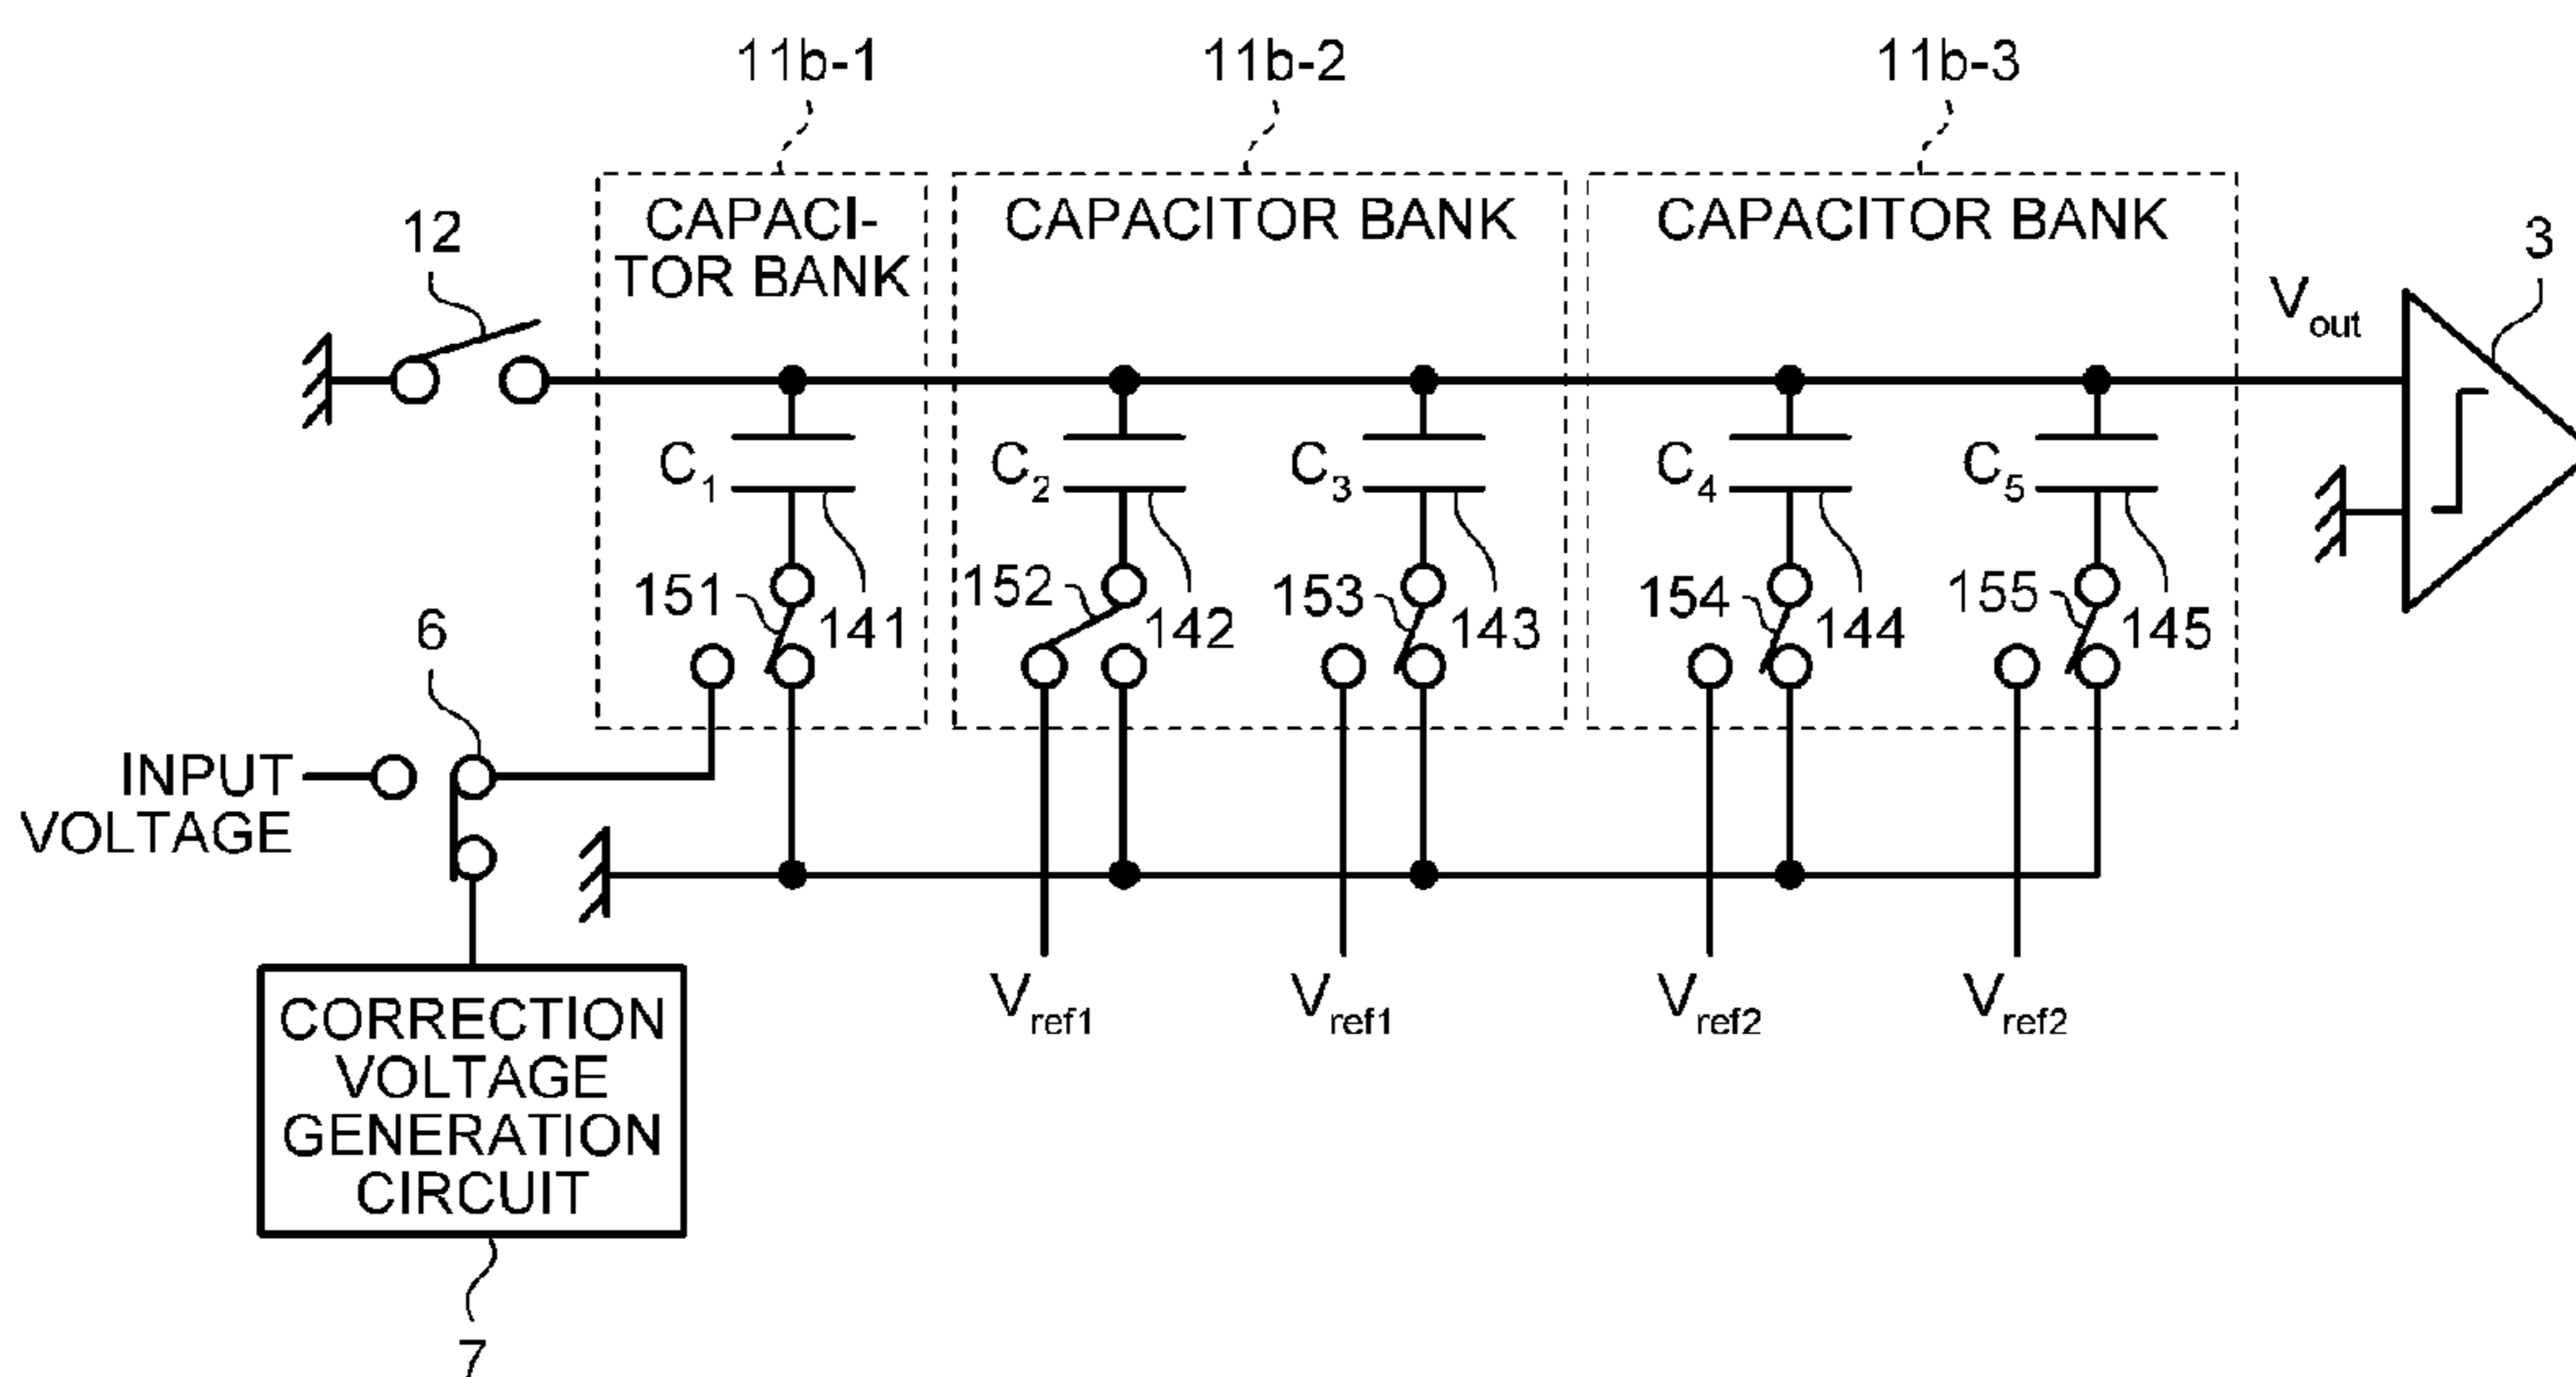 11b-1
11b-2
11b-3
CAPACI-
TOR BANK
CAPACITOR BANK
CAPACITOR BANK
12
3
Vout
C1
C2
C3
C4
C5
151
141
152
142
153
143
154
144
155
145
6
INPUT
VOLTAGE
Vref1
Vref1
Vref2
Vref2
CORRECTION
VOLTAGE
GENERATION
CIRCUIT
7